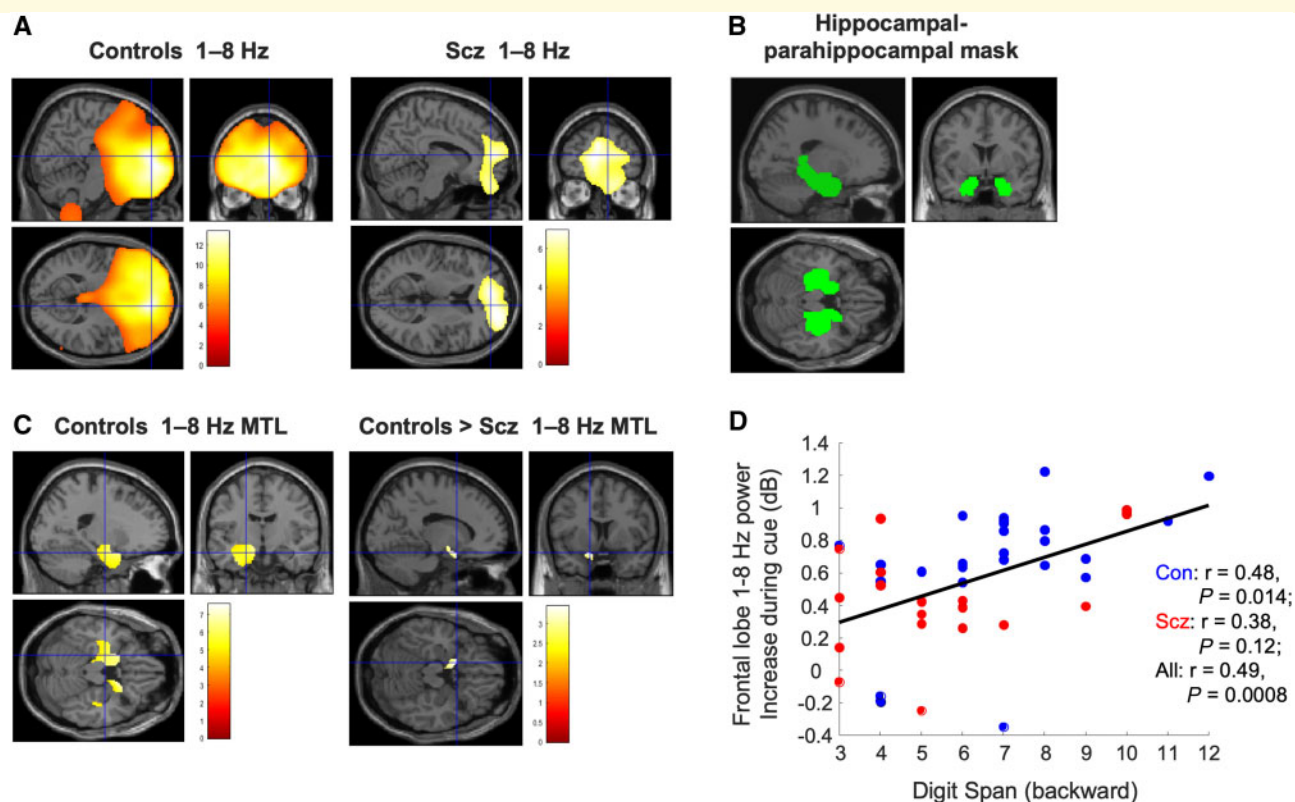 A
Controls 1–8 Hz
Scz 1–8 Hz
12
10
8
6
4
2
0
6
4
2
0
B
Hippocampal-
parahippocampal mask
C
Controls 1–8 Hz MTL
Controls > Scz 1–8 Hz MTL
7
6
5
4
3
2
1
0
3
2.5
2
1.5
1
0.5
0
D
Frontal lobe 1-8 Hz power
Increase during cue (dB)
1.4
1.2
1
0.8
0.6
0.4
0.2
0
-0.2
-0.4
3 4 5 6 7 8 9 10 11 12
Digit Span (backward)
Con: r = 0.48,
P = 0.014;
Scz: r = 0.38,
P = 0.12;
All: r = 0.49,
P = 0.0008